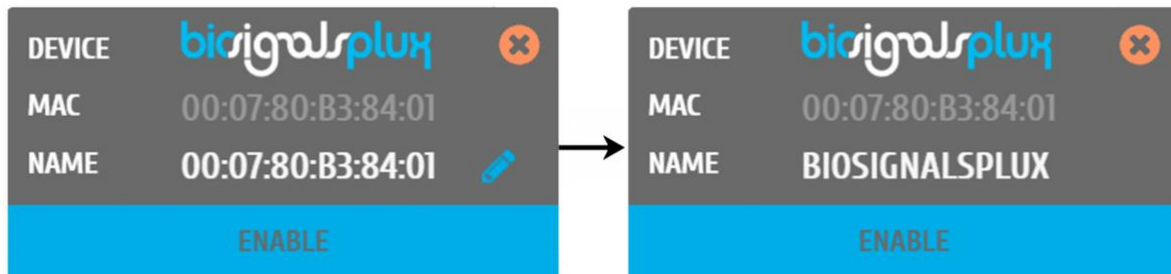 DEVICE biosignalsplux
MAC 00:07:80:B3:84:01
NAME 00:07:80:B3:84:01
ENABLE
DEVICE biosignalsplux
MAC 00:07:80:B3:84:01
NAME BIOSIGNALSPLUX
ENABLE